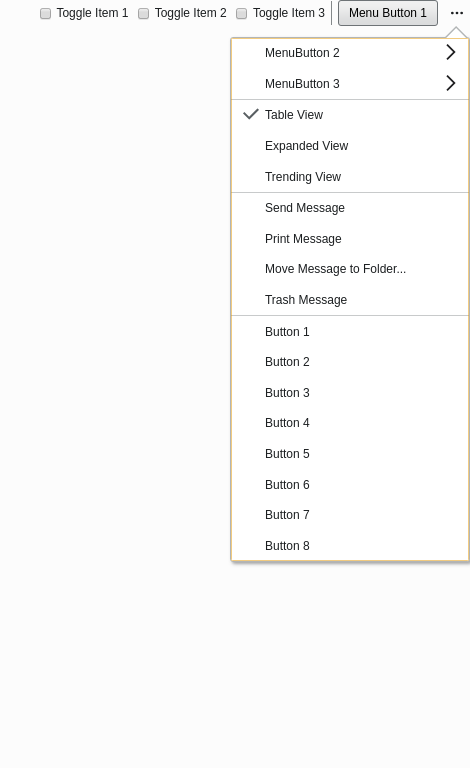 Toggle Item 1 Toggle Item 2 Toggle Item 3 Menu Button 1 ...
MenuButton 2
MenuButton 3
Table View
Expanded View
Trending View
Send Message
Print Message
Move Message to Folder...
Trash Message
Button 1
Button 2
Button 3
Button 4
Button 5
Button 6
Button 7
Button 8